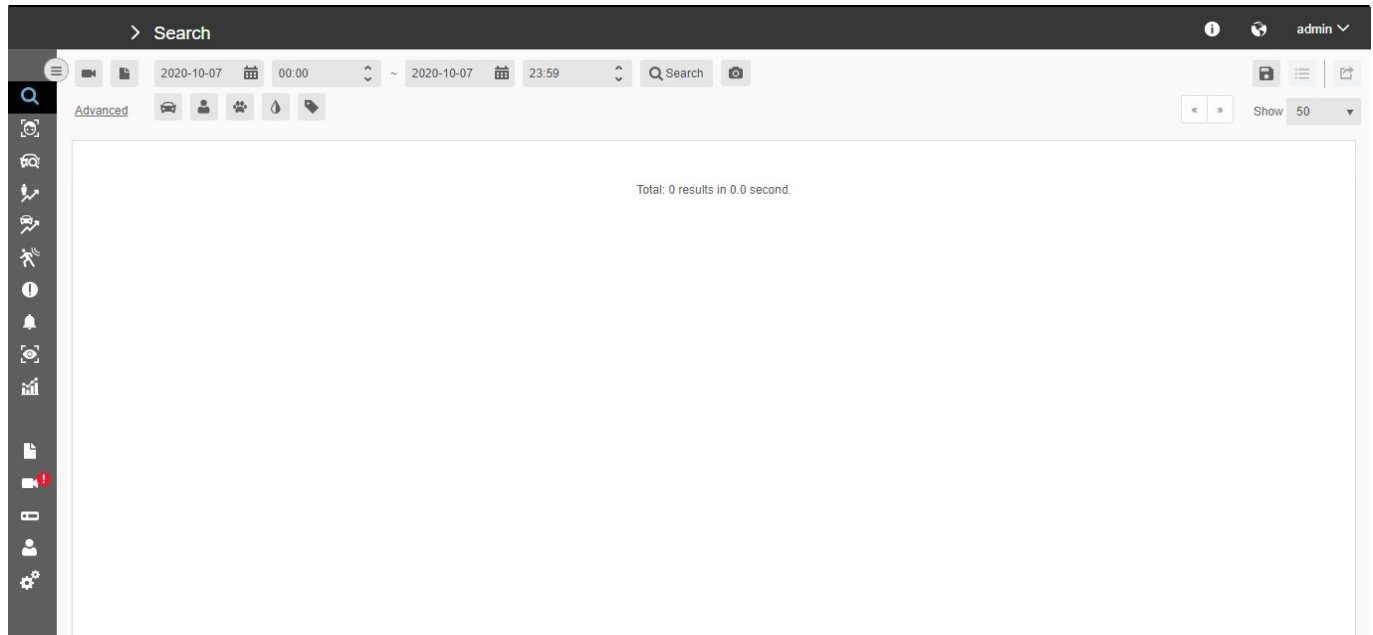 > Search admin
2020-10-07 00:00 ~ 2020-10-07 23:59 Search
Advanced « » Show 50
Total: 0 results in 0.0 second.